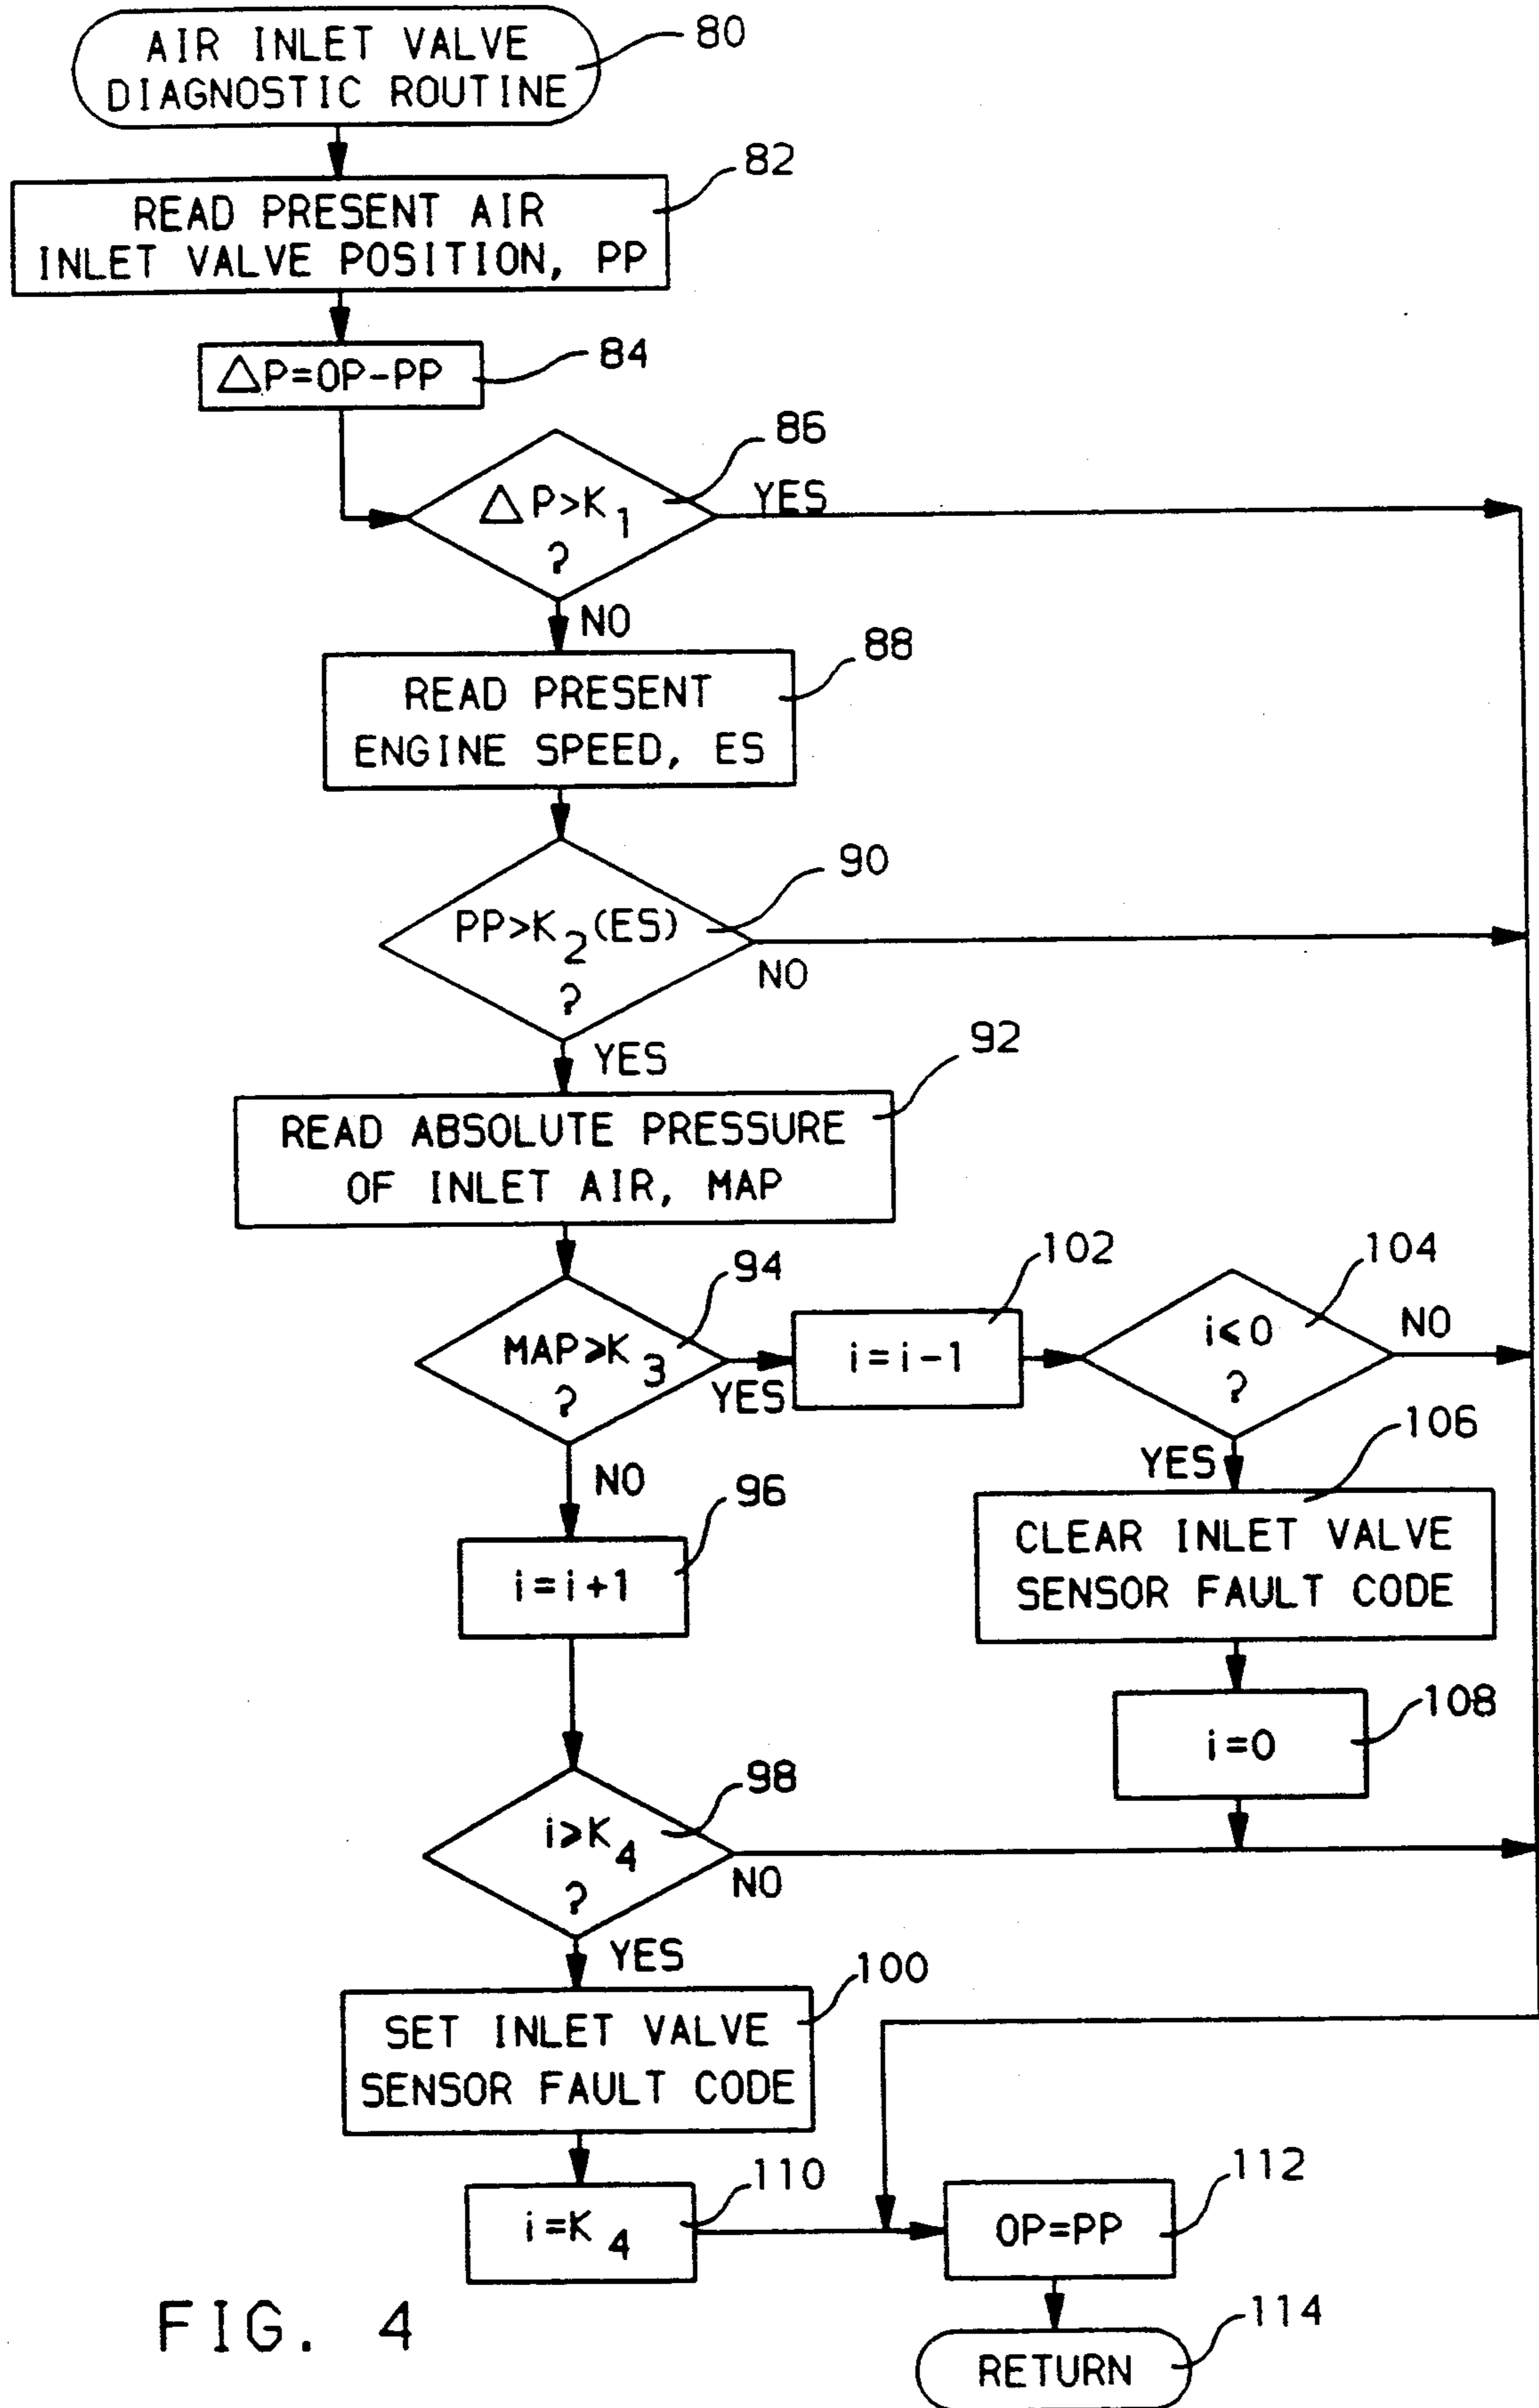 AIR INLET VALVE
DIAGNOSTIC ROUTINE
80
READ PRESENT AIR
INLET VALVE POSITION, PP
82
△P=OP-PP
84
△P>K1
?
86
YES
NO
READ PRESENT
ENGINE SPEED, ES
88
PP>K2(ES)
?
90
NO
YES
READ ABSOLUTE PRESSURE
OF INLET AIR, MAP
92
MAP⩾K3
?
94
YES
NO
i=i-1
102
i⩽0
?
104
NO
YES
CLEAR INLET VALVE
SENSOR FAULT CODE
106
i=0
108
i=i+1
96
i⩾K4
?
98
NO
YES
SET INLET VALVE
SENSOR FAULT CODE
100
i=K4
110
OP=PP
112
RETURN
114
FIG. 4